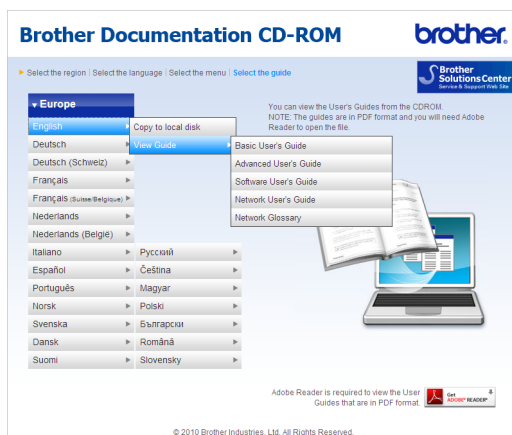 Brother Documentation CD-ROM
brother.
Select the region | Select the language | Select the menu | Select the guide
Brother
Solutions Center
Service & Support Web Site
Europe
You can view the User's Guides from the CDROM.
NOTE: The guides are in PDF format and you will need Adobe
Reader to open the file.
English
Copy to local disk
Deutsch
View Guide
Basic User's Guide
Deutsch (Schweiz)
Advanced User's Guide
Français
Software User's Guide
Français (Suisse/Belgique)
Network User's Guide
Nederlands
Network Glossary
Nederlands (België)
Italiano
Русский
Español
Čeština
Português
Magyar
Norsk
Polski
Svenska
Български
Dansk
Română
Suomi
Slovensky
Adobe Reader is required to view the User
Guides that are in PDF format.
Get
ADOBE® READER®
© 2010 Brother Industries, Ltd. All Rights Reserved.